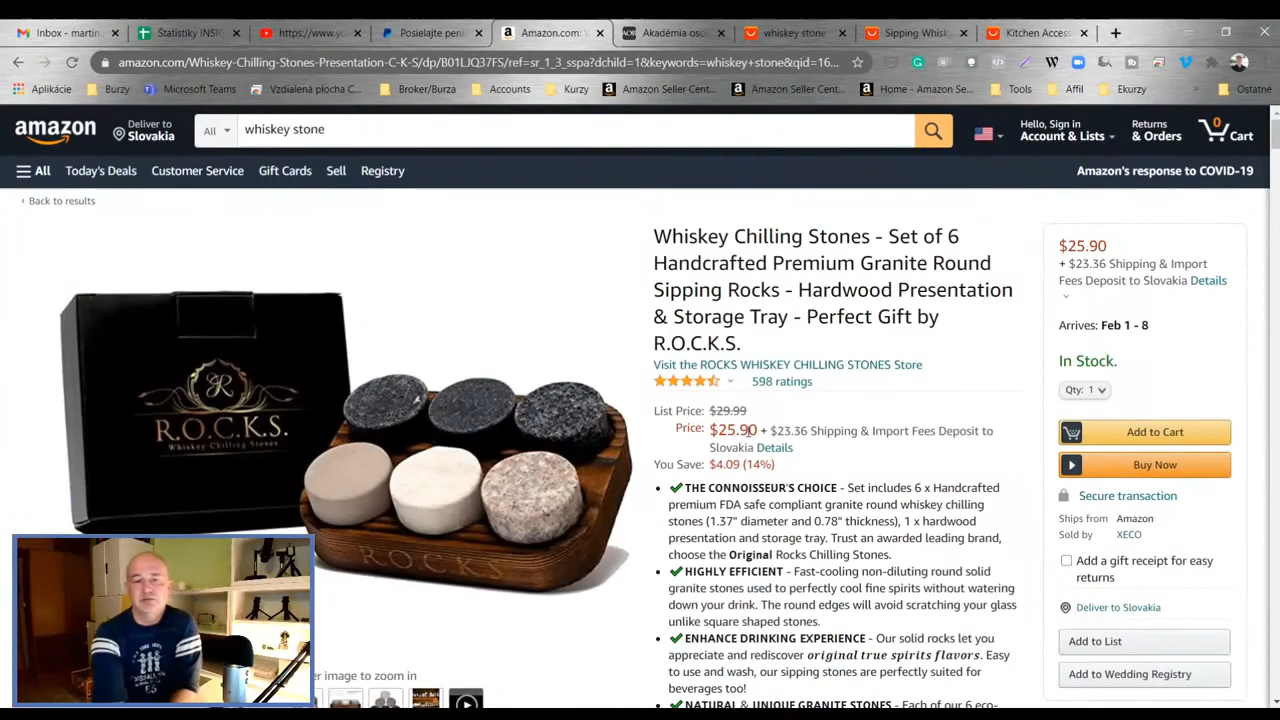 Inbox - martin.
Štatistiky INSIC
https://www.yo
Posielajte peni
Amazon.com: W
Akadémia oso
whiskey stone
Sipping Whisky
Kitchen Access
amazon.com/Whiskey-Chilling-Stones-Presentation-C-K-S/dp/B01LJQ37FS/ref=sr_1_3_sspa?dchild=1&keywords=whiskey+stone&qid=16...
Aplikácie
Burzy
Microsoft Teams
Vzdialená plocha C...
Broker/Burza
Accounts
Kurzy
Amazon Seller Cent...
Amazon Seller Cent...
Home - Amazon Se...
Tools
Affil
Ekurzy
Ostatné
amazon
Deliver to
Slovakia
All
whiskey stone
Hello, Sign in
Account & Lists
Returns
& Orders
0
Cart
All
Today's Deals
Customer Service
Gift Cards
Sell
Registry
Amazon's response to COVID-19
‹ Back to results
R.O.C.K.S.
Whiskey Chilling Stones
ROCKS
er image to zoom in
Whiskey Chilling Stones - Set of 6
Handcrafted Premium Granite Round
Sipping Rocks - Hardwood Presentation
& Storage Tray - Perfect Gift by
R.O.C.K.S.
Visit the ROCKS WHISKEY CHILLING STONES Store
598 ratings
List Price: $29.99
Price: $25.90 + $23.36 Shipping & Import Fees Deposit to
Slovakia Details
You Save: $4.09 (14%)
THE CONNOISSEUR'S CHOICE - Set includes 6 x Handcrafted
premium FDA safe compliant granite round whiskey chilling
stones (1.37" diameter and 0.78" thickness), 1 x hardwood
presentation and storage tray. Trust an awarded leading brand,
choose the Original Rocks Chilling Stones.
HIGHLY EFFICIENT - Fast-cooling non-diluting round solid
granite stones used to perfectly cool fine spirits without watering
down your drink. The round edges will avoid scratching your glass
unlike square shaped stones.
ENHANCE DRINKING EXPERIENCE - Our solid rocks let you
appreciate and rediscover original true spirits flavors. Easy
to use and wash, our sipping stones are perfectly suited for
beverages too!
NATURAL & UNIQUE GRANITE STONES - Each of our 6 eco-
$25.90
+ $23.36 Shipping & Import
Fees Deposit to Slovakia Details
Arrives: Feb 1 - 8
In Stock.
Qty: 1
Add to Cart
Buy Now
Secure transaction
Ships from Amazon
Sold by XECO
Add a gift receipt for easy
returns
Deliver to Slovakia
Add to List
Add to Wedding Registry